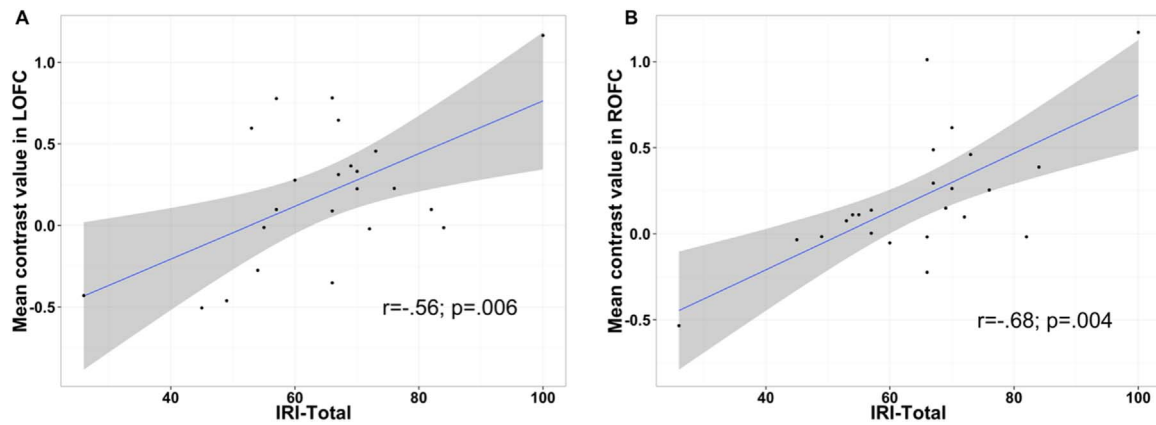 A
Mean contrast value in LOFC
1.0
0.5
0.0
-0.5
r=-.56; p=.006
40 60 80 100
IRI-Total
B
Mean contrast value in ROFC
1.0
0.5
0.0
-0.5
r=-.68; p=.004
40 60 80 100
IRI-Total